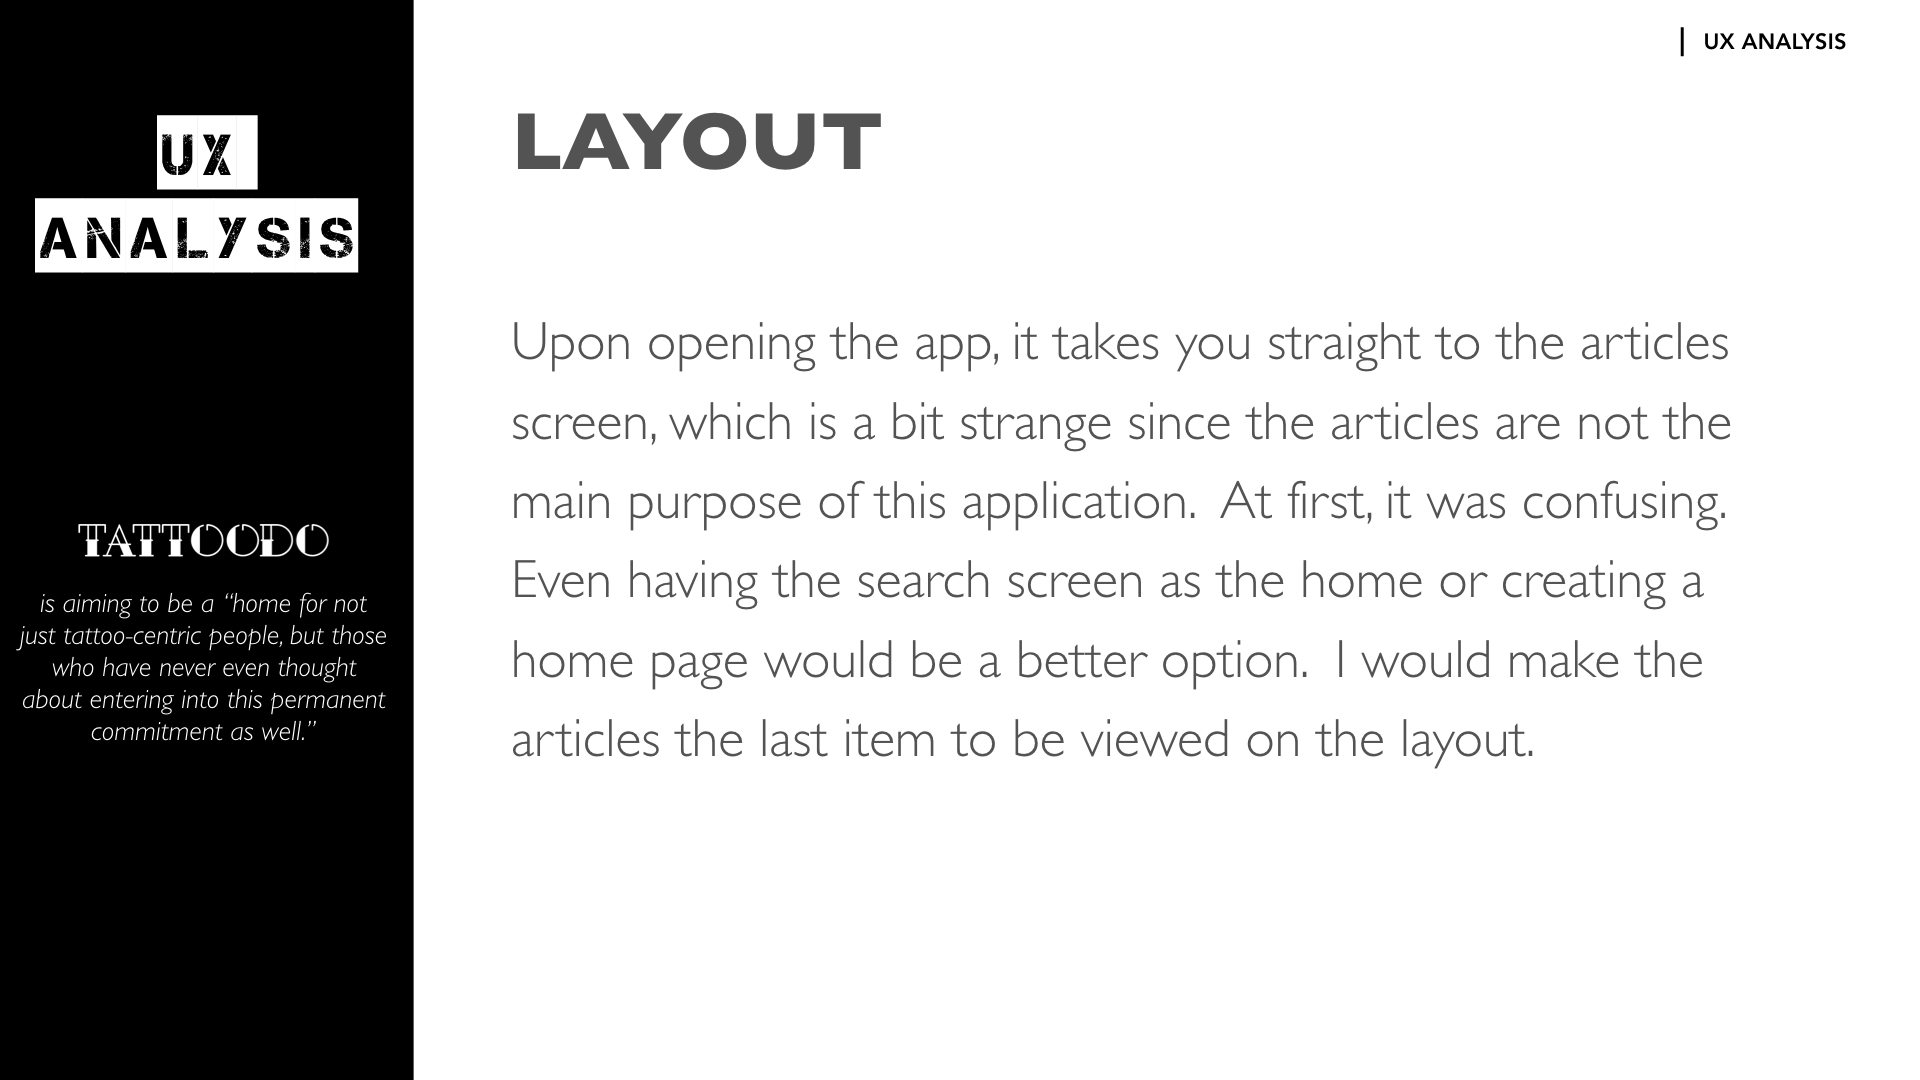 UX ANALYSIS
UX
ANALYSIS
LAYOUT
Upon opening the app, it takes you straight to the articles
screen, which is a bit strange since the articles are not the
main purpose of this application.  At first, it was confusing.
Even having the search screen as the home or creating a
home page would be a better option.  I would make the
articles the last item to be viewed on the layout.
TATTOODO
is aiming to be a “home for not
just tattoo-centric people, but those
who have never even thought
about entering into this permanent
commitment as well.”